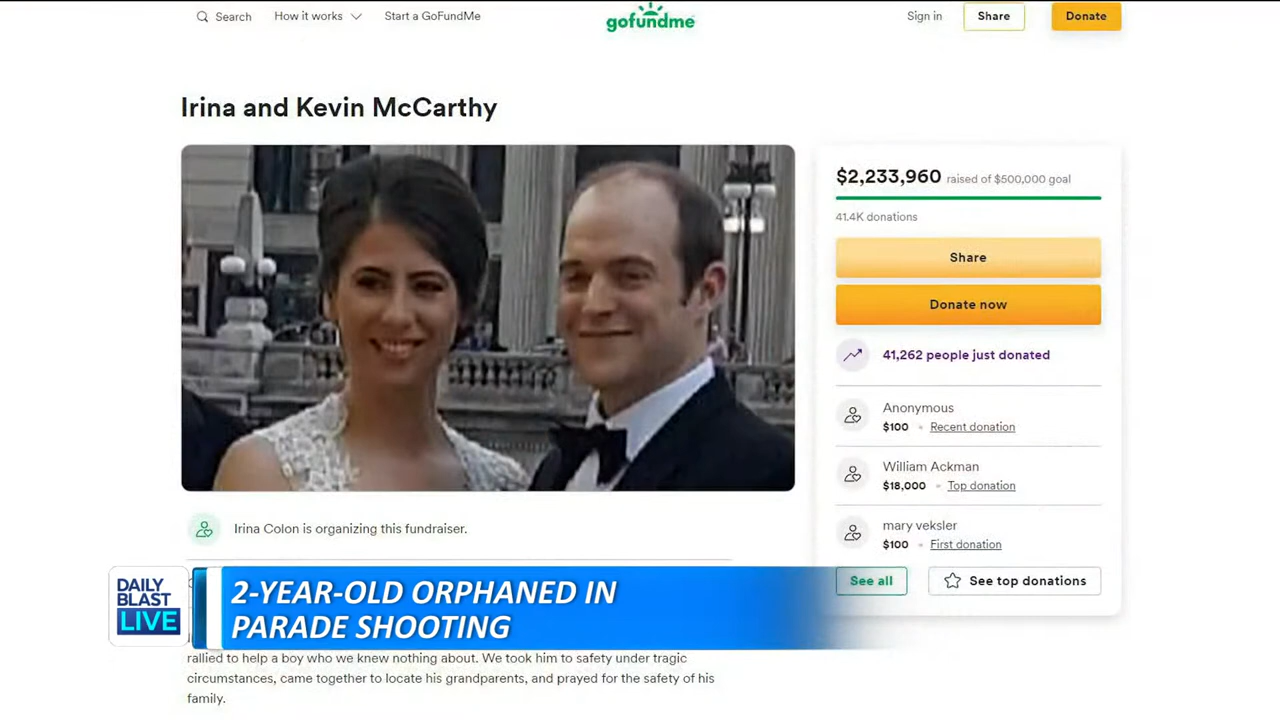 Search
How it works
Start a GoFundMe
gofundme
Sign in
Share
Donate
Irina and Kevin McCarthy
$2,233,960 raised of $500,000 goal
41.4K donations
Share
Donate now
41,262 people just donated
Anonymous
$100 • Recent donation
William Ackman
$18,000 • Top donation
mary veksler
$100 • First donation
See all
See top donations
Irina Colon is organizing this fundraiser.
DAILY
BLAST
LIVE
2-YEAR-OLD ORPHANED IN
PARADE SHOOTING
rallied to help a boy who we knew nothing about. We took him to safety under tragic
circumstances, came together to locate his grandparents, and prayed for the safety of his
family.